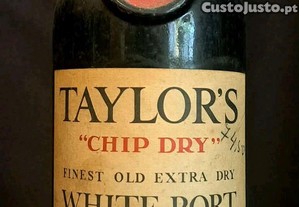 CustoJusto.pt
TAYLOR'S
"CHIP DRY"
FINEST OLD EXTRA DRY
WHITE PORT